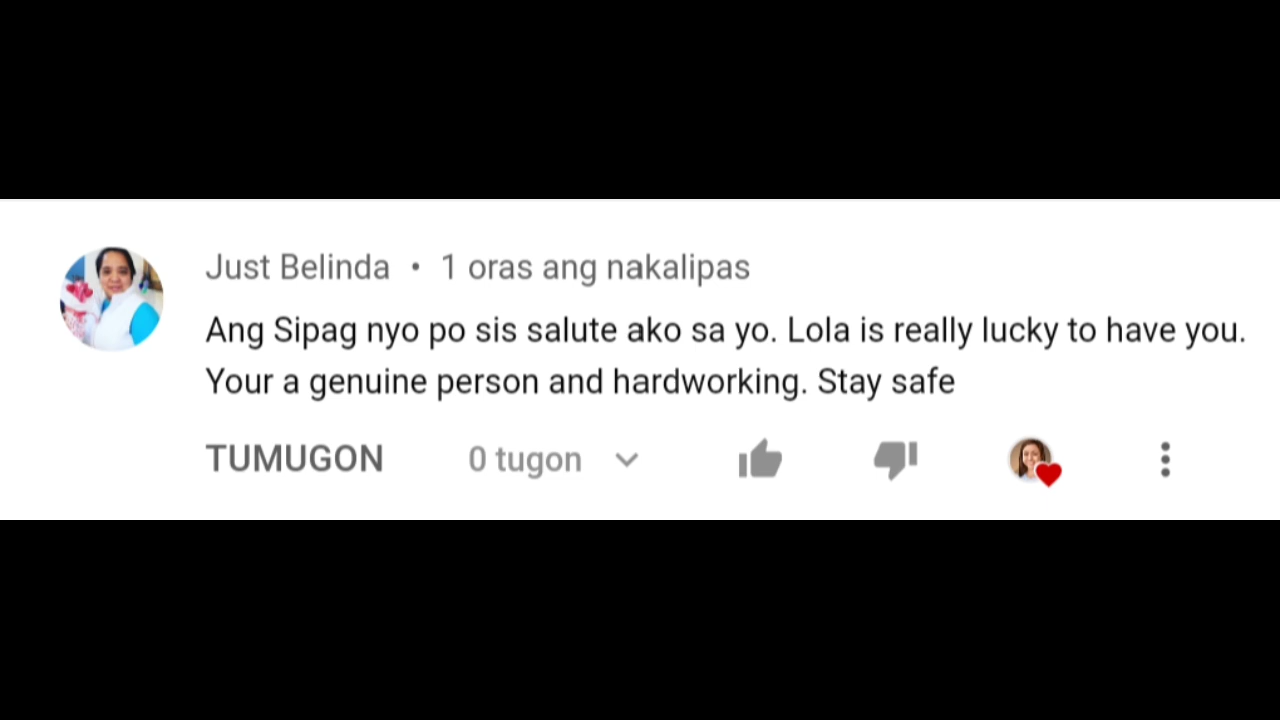 Just Belinda • 1 oras ang nakalipas
Ang Sipag nyo po sis salute ako sa yo. Lola is really lucky to have you.
Your a genuine person and hardworking. Stay safe
TUMUGON 0 tugon